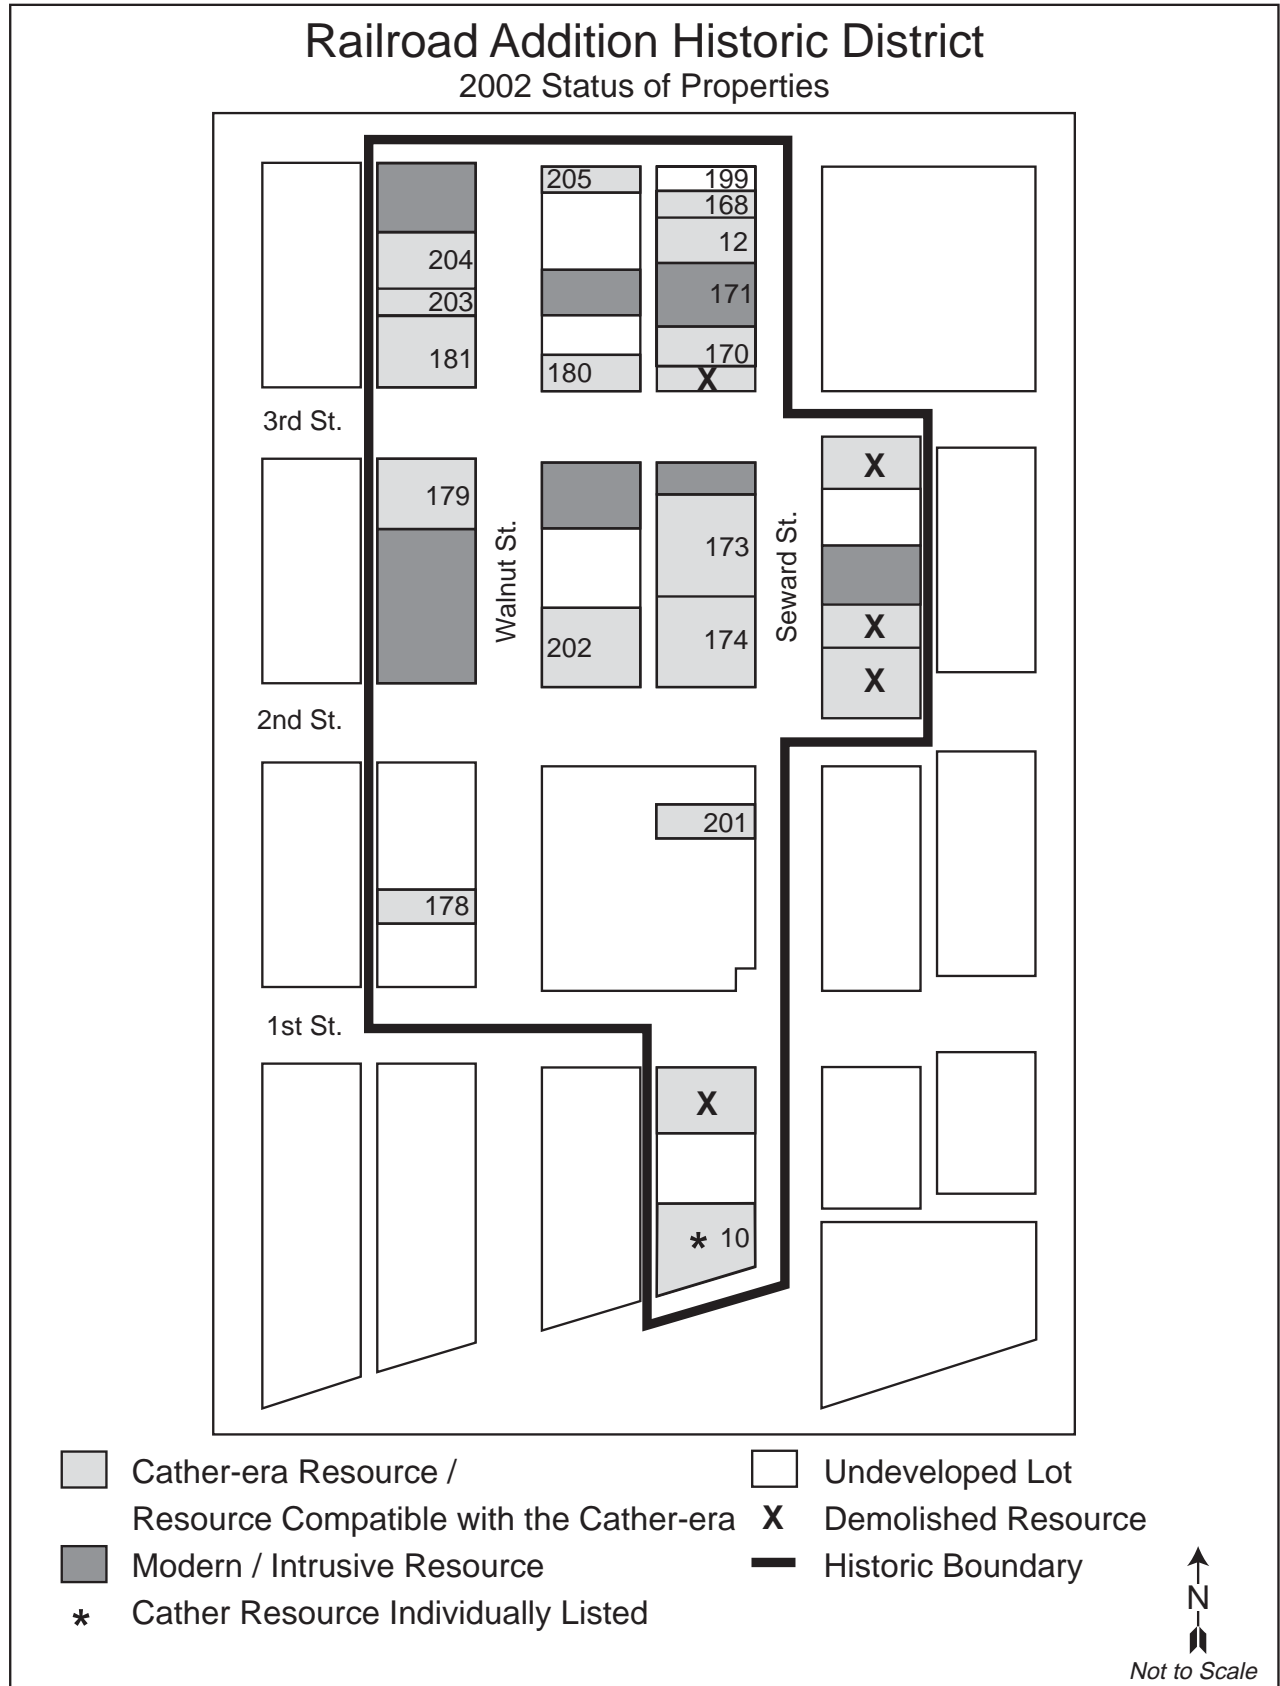 Railroad Addition Historic District
2002 Status of Properties
205
199
168
12
204
203
171
181
170
180
X
3rd St.
X
179
Walnut St.
173
Seward St.
X
202
174
X
2nd St.
201
178
1st St.
X
* 10
Cather-era Resource /
Resource Compatible with the Cather-era
Modern / Intrusive Resource
* Cather Resource Individually Listed
Undeveloped Lot
X Demolished Resource
Historic Boundary
N
Not to Scale